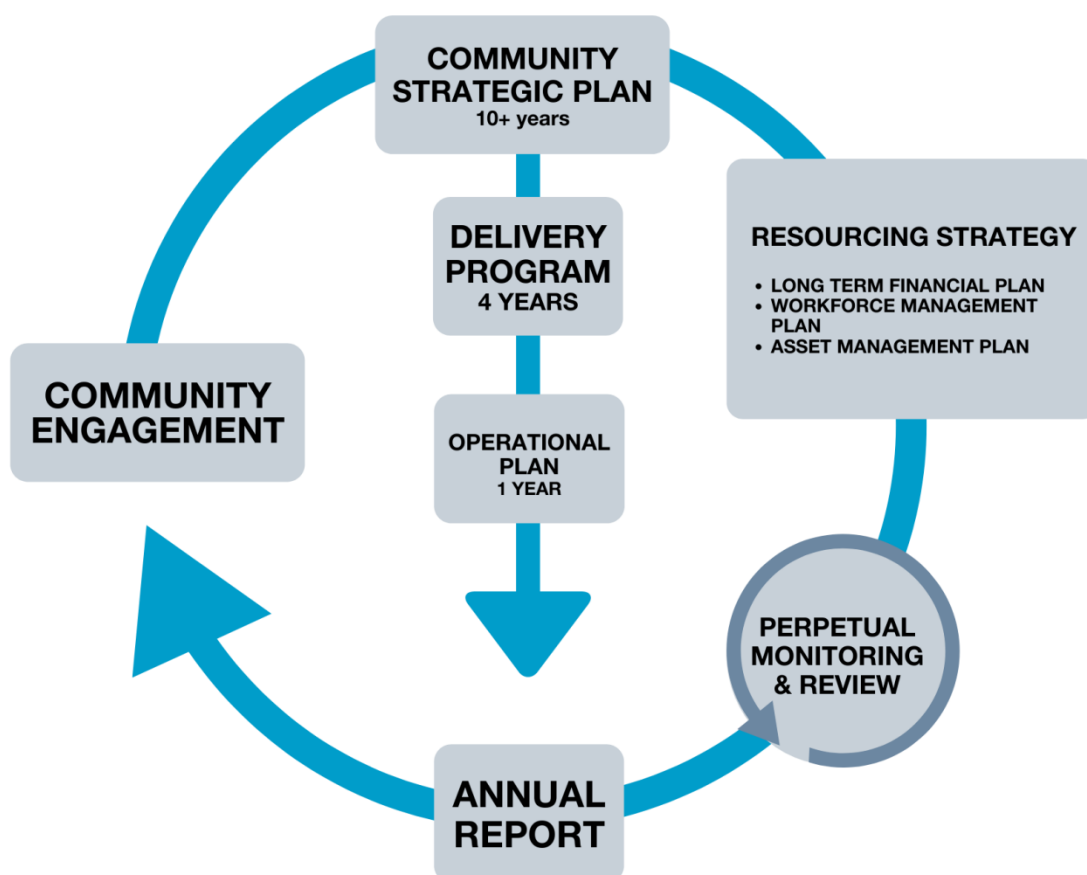 COMMUNITY
STRATEGIC PLAN
10+ years
DELIVERY
PROGRAM
4 YEARS
RESOURCING STRATEGY
• LONG TERM FINANCIAL PLAN
• WORKFORCE MANAGEMENT
PLAN
• ASSET MANAGEMENT PLAN
COMMUNITY
ENGAGEMENT
OPERATIONAL
PLAN
1 YEAR
PERPETUAL
MONITORING
& REVIEW
ANNUAL
REPORT